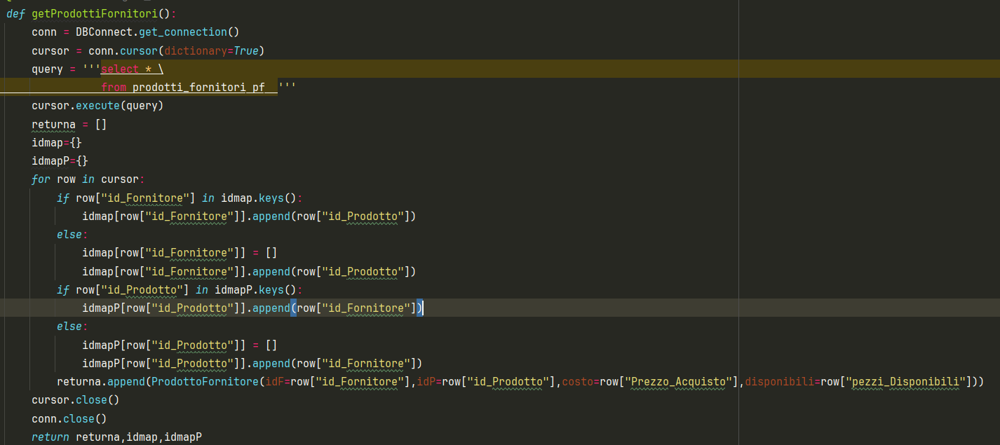 def getProdottiFornitori():
    conn = DBConnect.get_connection()
    cursor = conn.cursor(dictionary=True)
    query = '''select * \
               from prodotti_fornitori pf  '''
    cursor.execute(query)
    returna = []
    idmap={}
    idmapP={}
    for row in cursor:
        if row["id_Fornitore"] in idmap.keys():
            idmap[row["id_Fornitore"]].append(row["id_Prodotto"])
        else:
            idmap[row["id_Fornitore"]] = []
            idmap[row["id_Fornitore"]].append(row["id_Prodotto"])
        if row["id_Prodotto"] in idmapP.keys():
            idmapP[row["id_Prodotto"]].append(row["id_Fornitore"])
        else:
            idmapP[row["id_Prodotto"]] = []
            idmapP[row["id_Prodotto"]].append(row["id_Fornitore"])
        returna.append(ProdottoFornitore(idF=row["id_Fornitore"],idP=row["id_Prodotto"],costo=row["Prezzo_Acquisto"],disponibili=row["pezzi_Disponibili"]))
    cursor.close()
    conn.close()
    return returna,idmap,idmapP